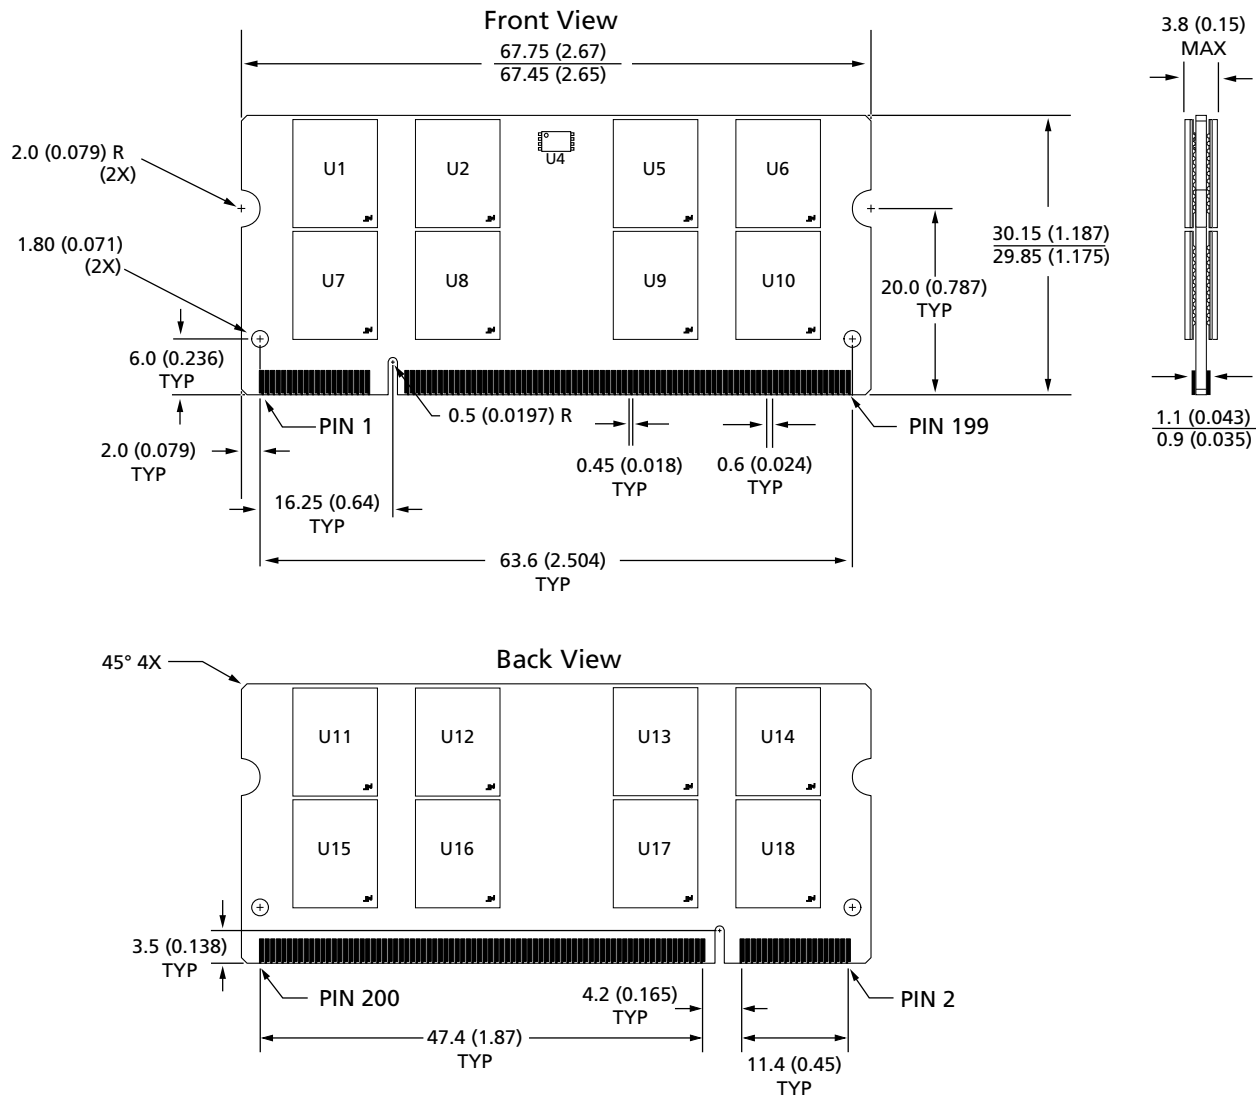 Front View
67.75 (2.67)
67.45 (2.65)
3.8 (0.15)
MAX
2.0 (0.079) R
(2X)
U1
U2
U4
U5
U6
1.80 (0.071)
(2X)
30.15 (1.187)
29.85 (1.175)
20.0 (0.787)
TYP
U7
U8
U9
U10
6.0 (0.236)
TYP
PIN 1
0.5 (0.0197) R
PIN 199
1.1 (0.043)
0.9 (0.035)
2.0 (0.079)
TYP
0.45 (0.018)
TYP
0.6 (0.024)
TYP
16.25 (0.64)
TYP
63.6 (2.504)
TYP
Back View
45° 4X
U11
U12
U13
U14
U15
U16
U17
U18
3.5 (0.138)
TYP
PIN 200
4.2 (0.165)
TYP
PIN 2
47.4 (1.87)
TYP
11.4 (0.45)
TYP